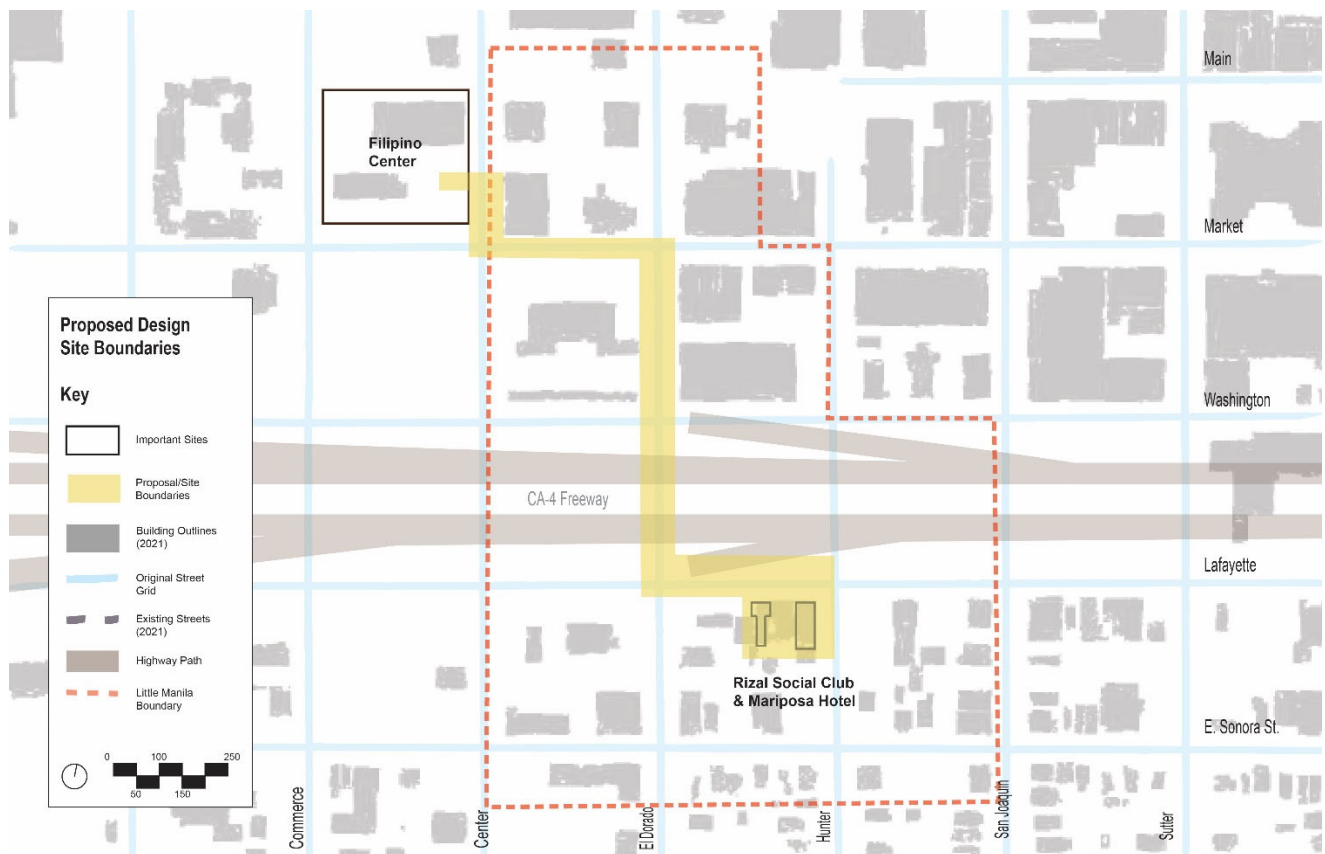 Main
Filipino
Center
Market
Proposed Design
Site Boundaries
Key
Important Sites
Proposal/Site
Boundaries
Building Outlines
(2021)
Original Street
Grid
Existing Streets
(2021)
Highway Path
Little Manila
Boundary
0 100 250
50 150
Washington
CA-4 Freeway
Lafayette
Rizal Social Club
& Mariposa Hotel
E. Sonora St.
Commerce
Center
El Dorado
Hunter
San Joaquin
Sutter